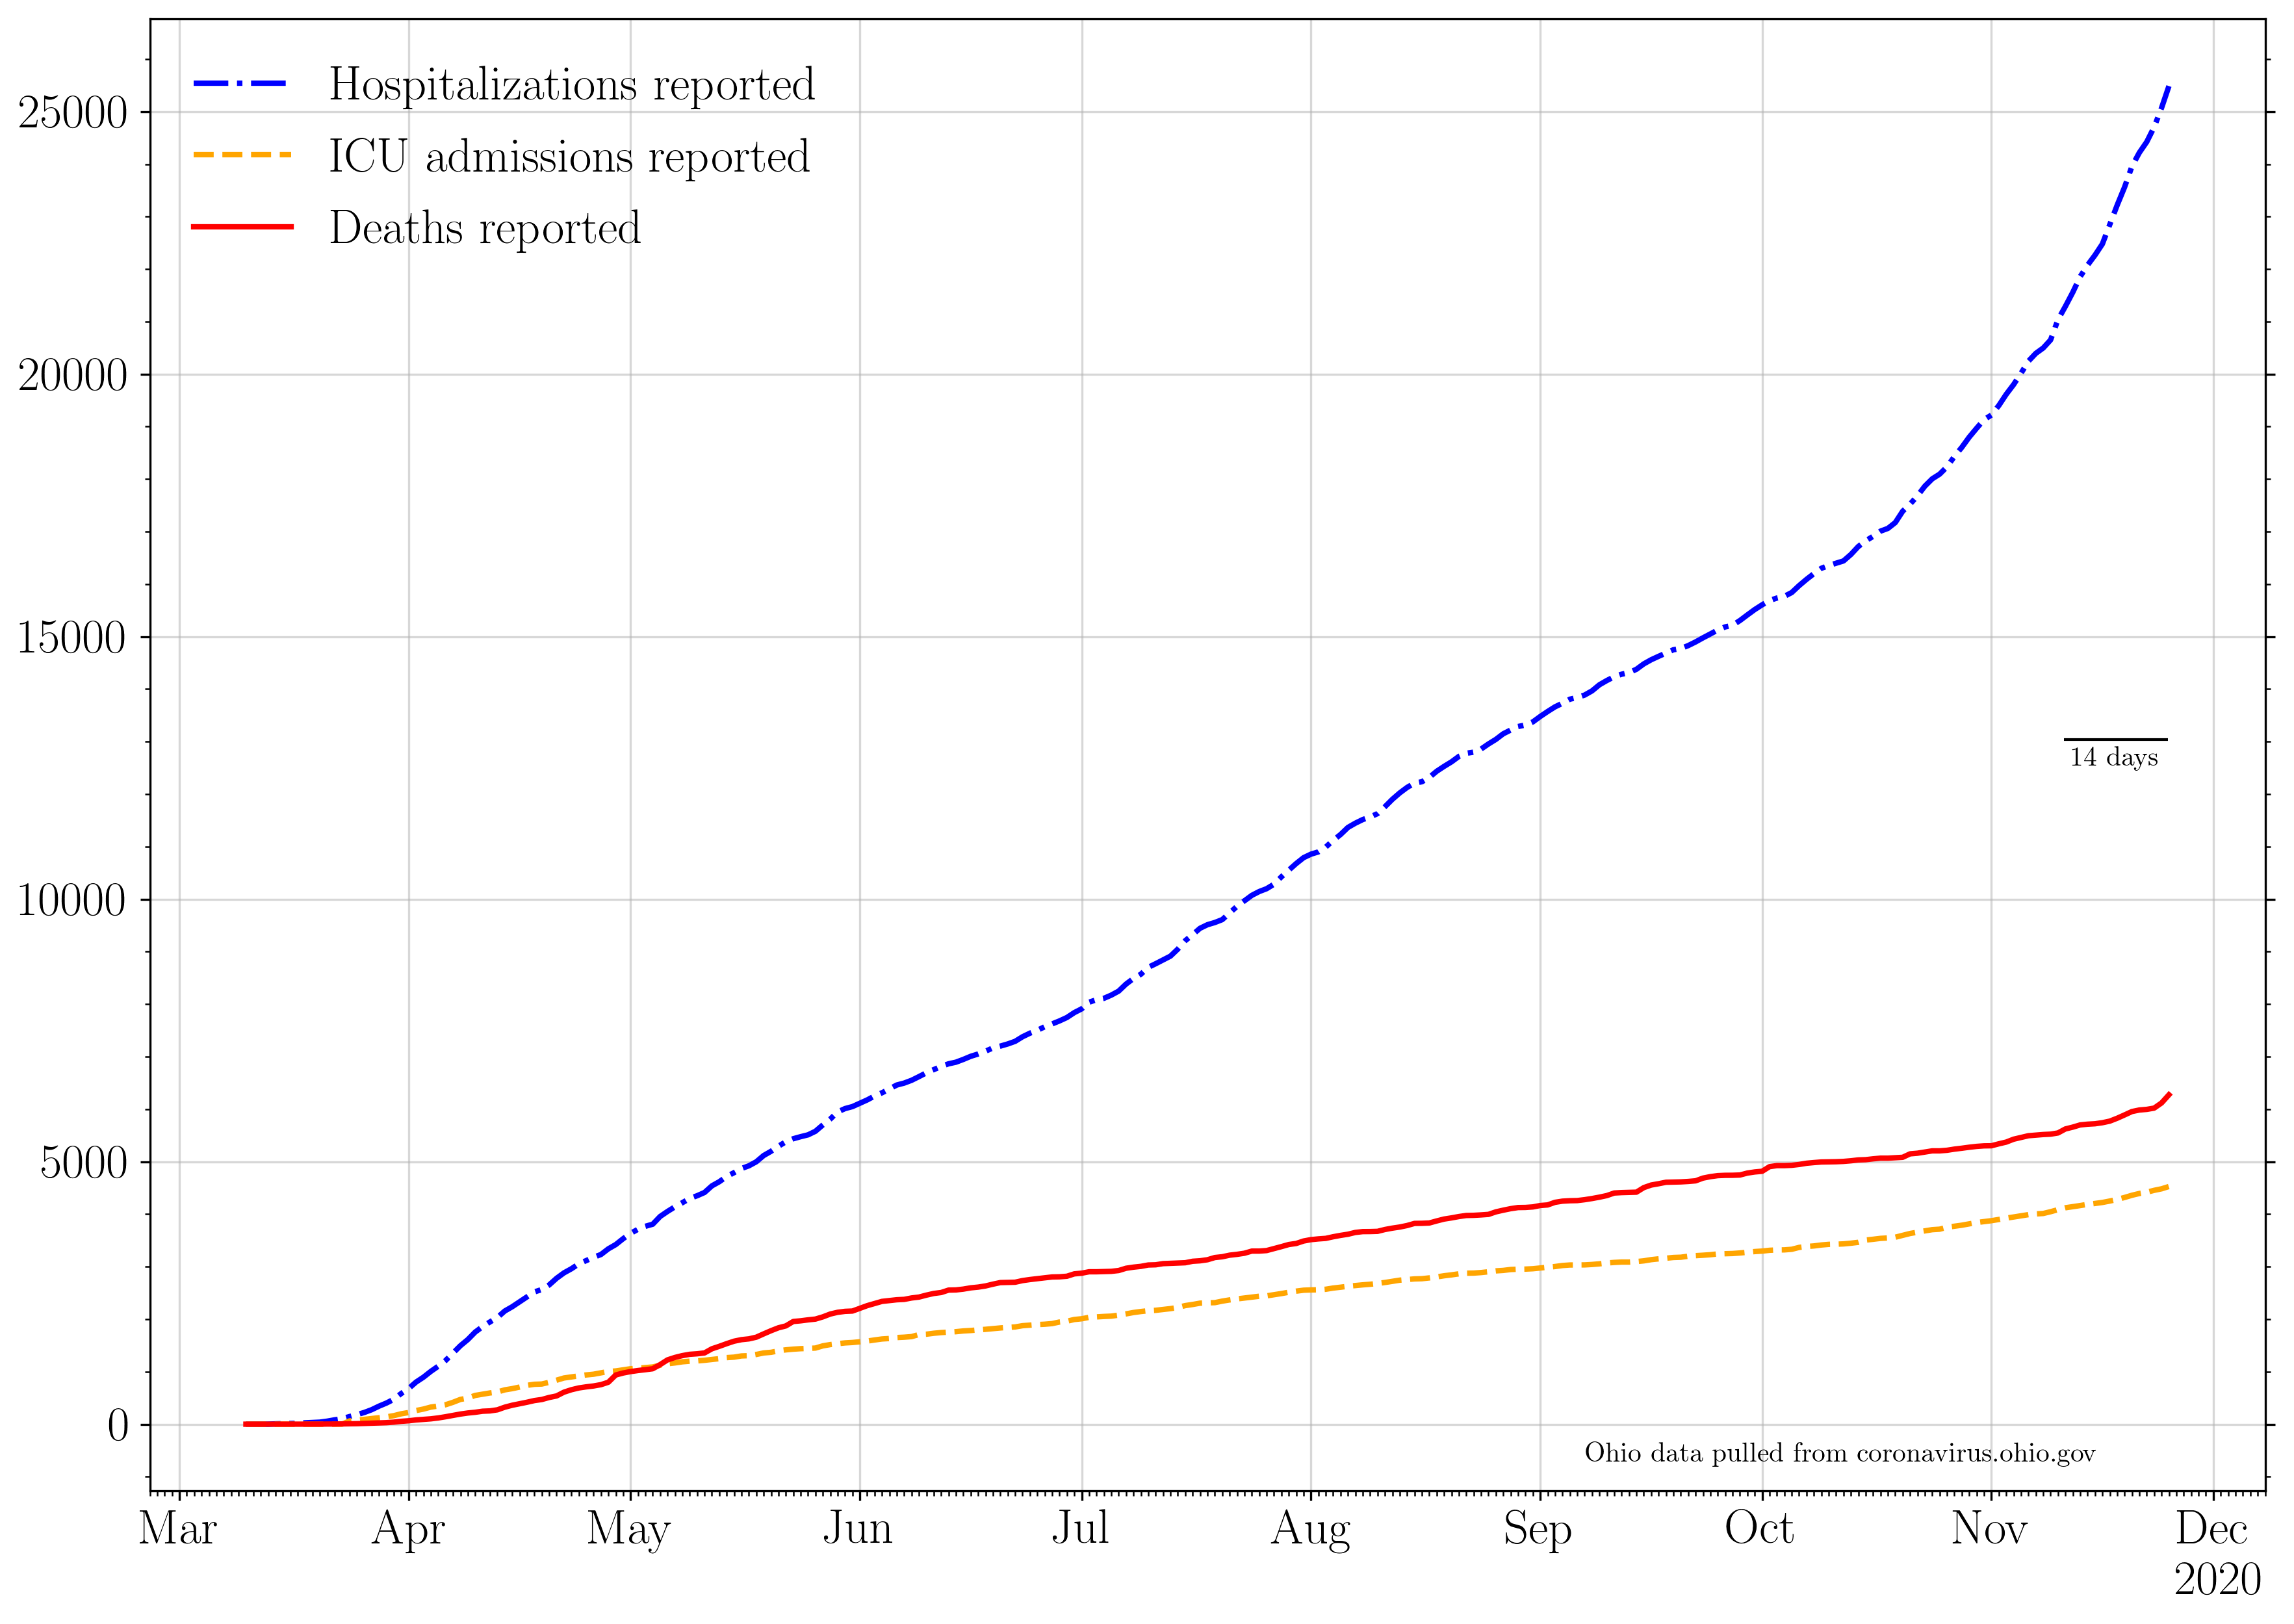 Hospitalizations reported
ICU admissions reported
Deaths reported
25000
20000
15000
10000
5000
0
14 days
Ohio data pulled from coronavirus.ohio.gov
Mar Apr May Jun Jul Aug Sep Oct Nov Dec
2020